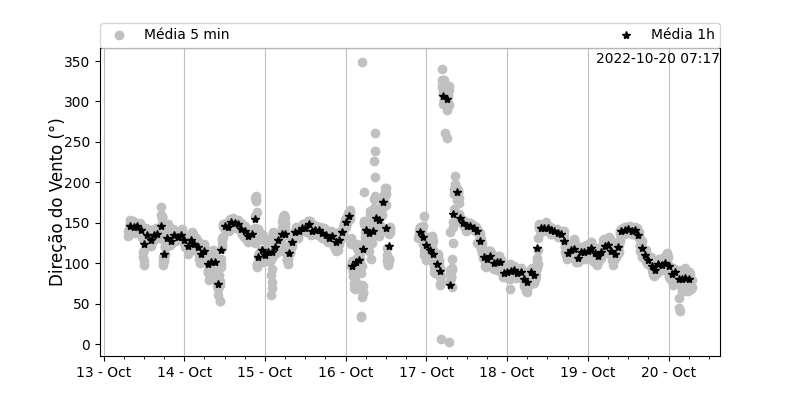 Média 5 min
Média 1h
2022-10-20 07:17
Direção do Vento (°)
350
300
250
200
150
100
50
0
13 - Oct
14 - Oct
15 - Oct
16 - Oct
17 - Oct
18 - Oct
19 - Oct
20 - Oct